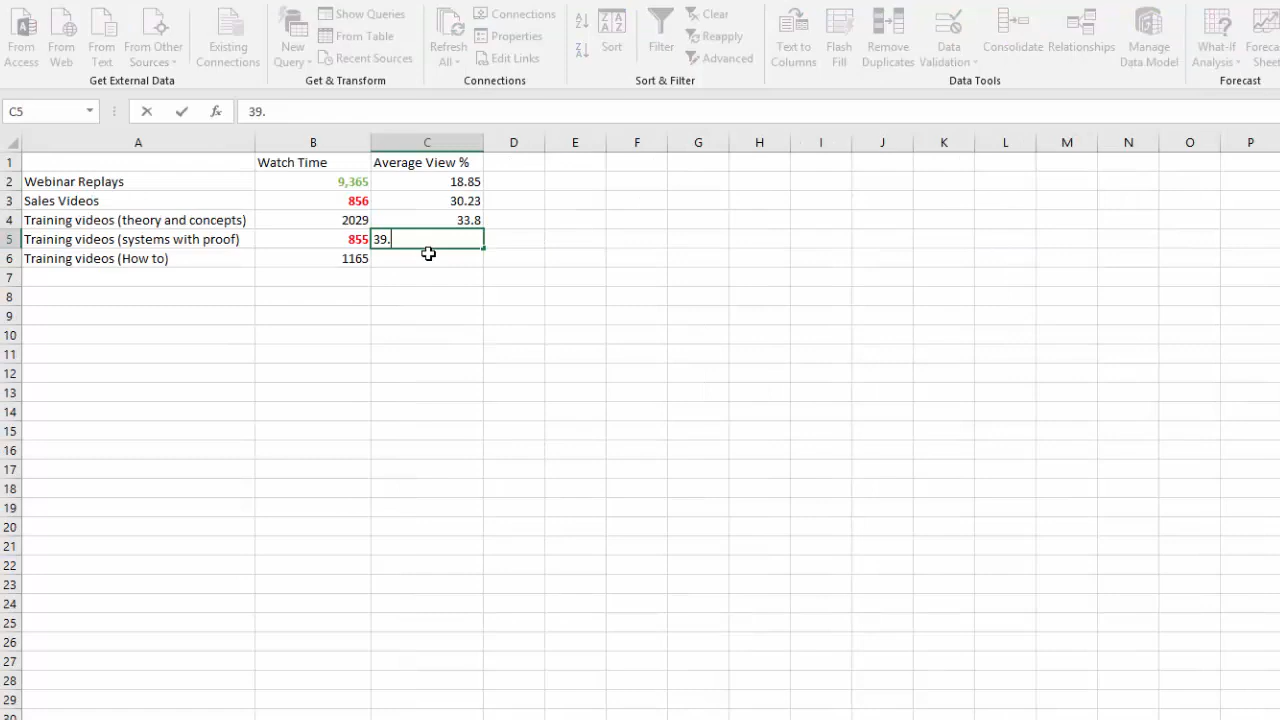 Show Queries
From Table
Recent Sources
Connections
Properties
Edit Links
Clear
Reapply
Advanced
From Access
From Web
From Text
From Other Sources
Existing Connections
New Query
Refresh All
Sort
Filter
Text to Columns
Flash Fill
Remove Duplicates
Data Validation
Consolidate
Relationships
Manage Data Model
What-If Analysis
Sheet
Get External Data
Get & Transform
Connections
Sort & Filter
Data Tools
Forecast
C5 fx 39.
A B C D E F G H I J K L M N O P
1 Watch Time Average View %
2 Webinar Replays 9,365 18.85
3 Sales Videos 856 30.23
4 Training videos (theory and concepts) 2029 33.8
5 Training videos (systems with proof) 855 39.
6 Training videos (How to) 1165
7
8
9
10
11
12
13
14
15
16
17
18
19
20
21
22
23
24
25
26
27
28
29
30